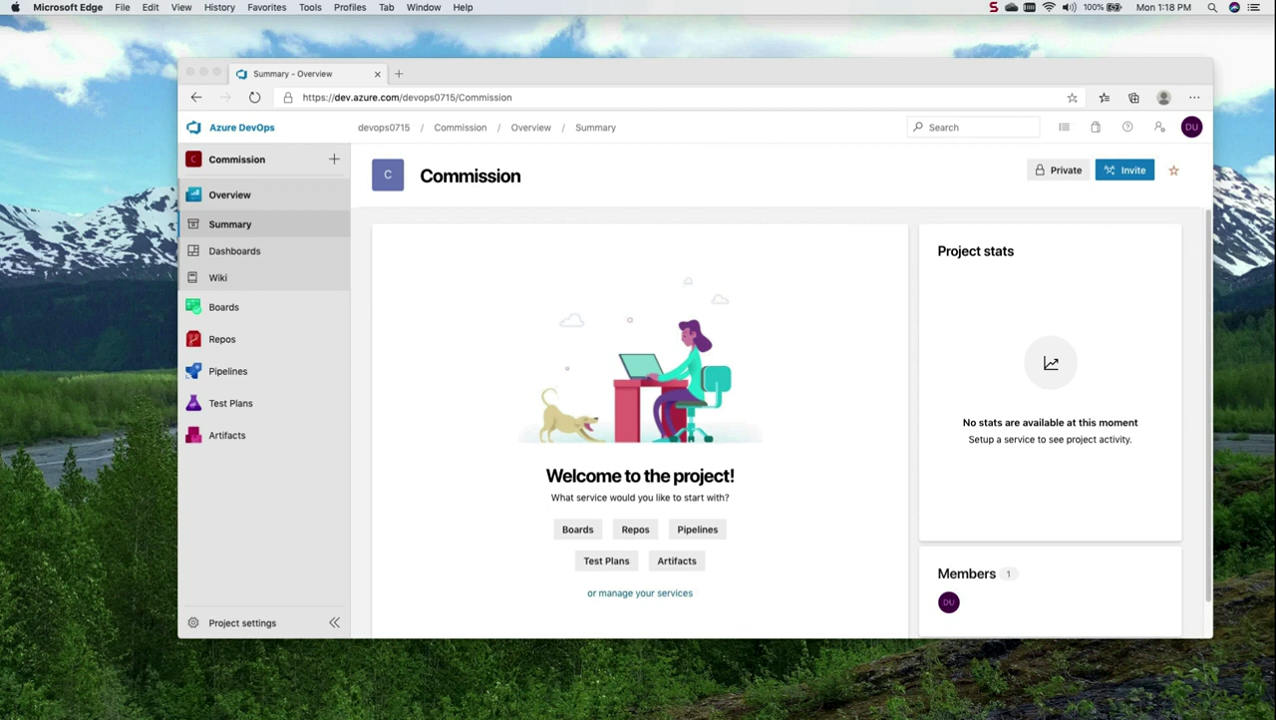 Microsoft Edge File Edit View History Favorites Tools Profiles Tab Window Help S 100% Mon 1:18 PM
Summary - Overview
https://dev.azure.com/devops0715/Commission
Azure DevOps
devops0715 / Commission / Overview / Summary
Search
DU
C Commission
Overview
Summary
Dashboards
Wiki
Boards
Repos
Pipelines
Test Plans
Artifacts
Project settings
C Commission
Private
Invite
Welcome to the project!
What service would you like to start with?
Boards Repos Pipelines
Test Plans Artifacts
or manage your services
Project stats
No stats are available at this moment
Setup a service to see project activity.
Members 1
DU